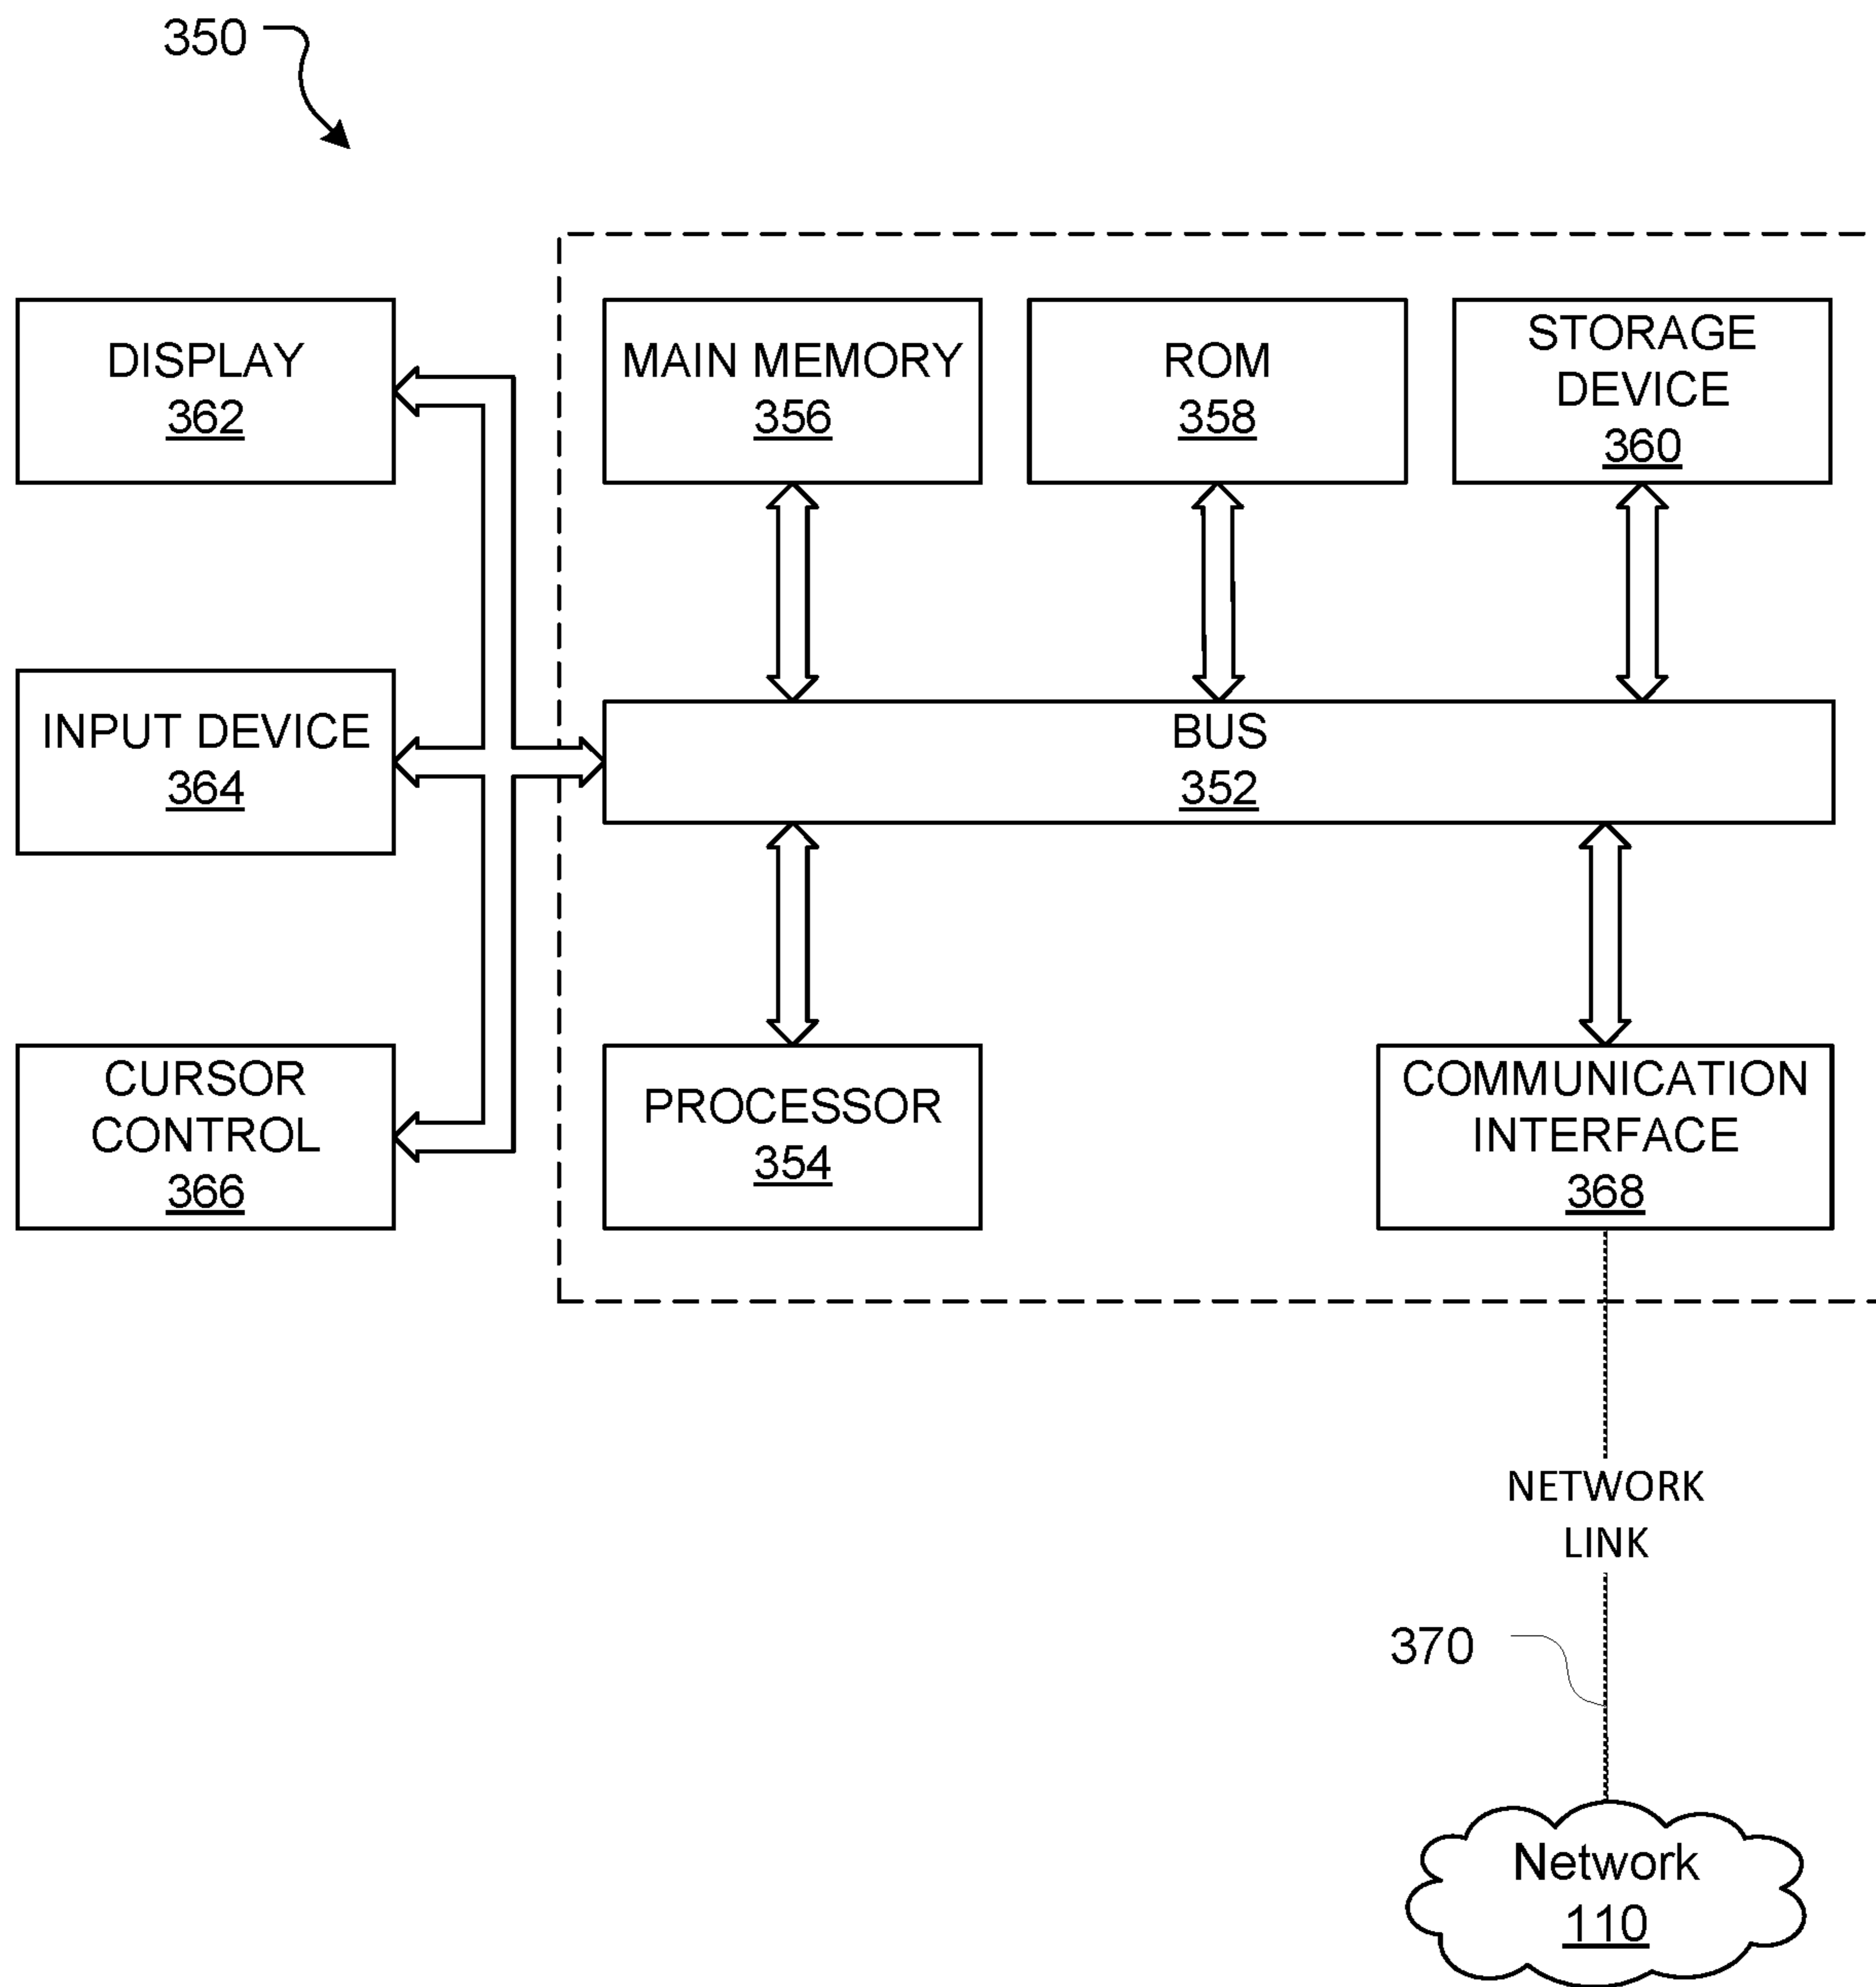 350
DISPLAY
362
MAIN MEMORY
356
ROM
358
STORAGE
DEVICE
360
INPUT DEVICE
364
BUS
352
CURSOR
CONTROL
366
PROCESSOR
354
COMMUNICATION
INTERFACE
368
NETWORK
LINK
370
Network
110